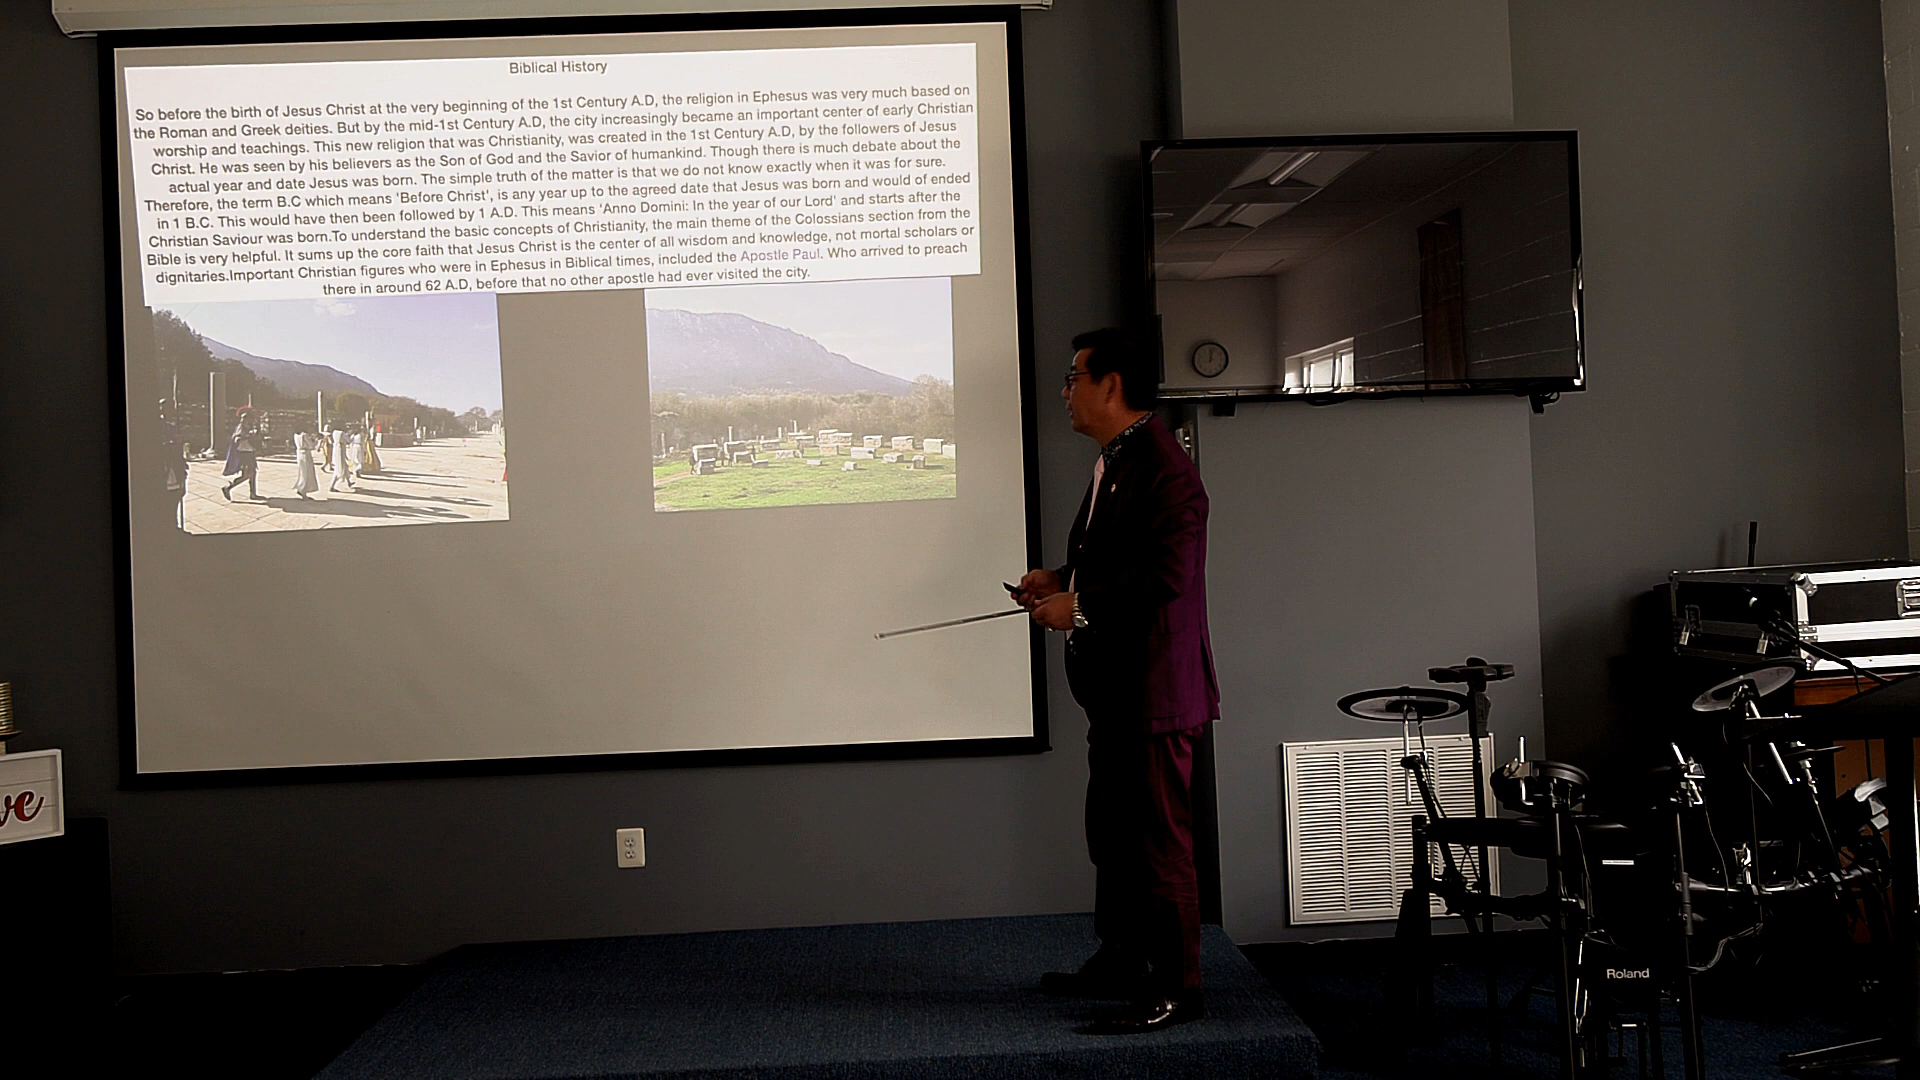 Biblical History
So before the birth of Jesus Christ at the very beginning of the 1st Century A.D, the religion in Ephesus was very much based on
the Roman and Greek deities. But by the mid-1st Century A.D, the city increasingly became an important center of early Christian
worship and teachings. This new religion that was Christianity, was created in the 1st Century A.D, by the followers of Jesus
Christ. He was seen by his believers as the Son of God and the Savior of humankind. Though there is much debate about the
actual year and date Jesus was born. The simple truth of the matter is that we do not know exactly when it was for sure.
Therefore, the term B.C which means 'Before Christ', is any year up to the agreed date that Jesus was born and would of ended
in 1 B.C. This would have then been followed by 1 A.D. This means 'Anno Domini: In the year of our Lord' and starts after the
Christian Saviour was born.To understand the basic concepts of Christianity, the main theme of the Colossians section from the
Bible is very helpful. It sums up the core faith that Jesus Christ is the center of all wisdom and knowledge, not mortal scholars or
dignitaries.Important Christian figures who were in Ephesus in Biblical times, included the Apostle Paul. Who arrived to preach
there in around 62 A.D, before that no other apostle had ever visited the city.
ve
Roland